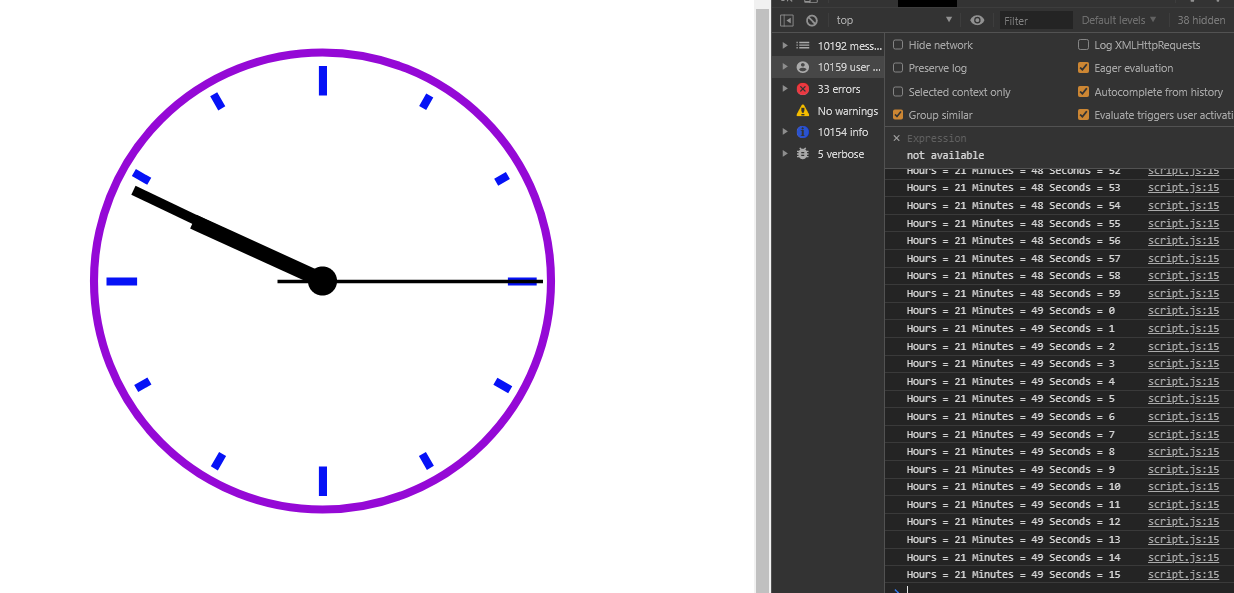 top
Filter
Default levels
38 hidden
10192 mess...
10159 user ...
33 errors
No warnings
10154 info
5 verbose
Hide network
Log XMLHttpRequests
Preserve log
Eager evaluation
Selected context only
Autocomplete from history
Group similar
Evaluate triggers user activati
Expression
not available
Hours = 21 Minutes = 48 Seconds = 52 script.js:15
Hours = 21 Minutes = 48 Seconds = 53 script.js:15
Hours = 21 Minutes = 48 Seconds = 54 script.js:15
Hours = 21 Minutes = 48 Seconds = 55 script.js:15
Hours = 21 Minutes = 48 Seconds = 56 script.js:15
Hours = 21 Minutes = 48 Seconds = 57 script.js:15
Hours = 21 Minutes = 48 Seconds = 58 script.js:15
Hours = 21 Minutes = 48 Seconds = 59 script.js:15
Hours = 21 Minutes = 49 Seconds = 0 script.js:15
Hours = 21 Minutes = 49 Seconds = 1 script.js:15
Hours = 21 Minutes = 49 Seconds = 2 script.js:15
Hours = 21 Minutes = 49 Seconds = 3 script.js:15
Hours = 21 Minutes = 49 Seconds = 4 script.js:15
Hours = 21 Minutes = 49 Seconds = 5 script.js:15
Hours = 21 Minutes = 49 Seconds = 6 script.js:15
Hours = 21 Minutes = 49 Seconds = 7 script.js:15
Hours = 21 Minutes = 49 Seconds = 8 script.js:15
Hours = 21 Minutes = 49 Seconds = 9 script.js:15
Hours = 21 Minutes = 49 Seconds = 10 script.js:15
Hours = 21 Minutes = 49 Seconds = 11 script.js:15
Hours = 21 Minutes = 49 Seconds = 12 script.js:15
Hours = 21 Minutes = 49 Seconds = 13 script.js:15
Hours = 21 Minutes = 49 Seconds = 14 script.js:15
Hours = 21 Minutes = 49 Seconds = 15 script.js:15